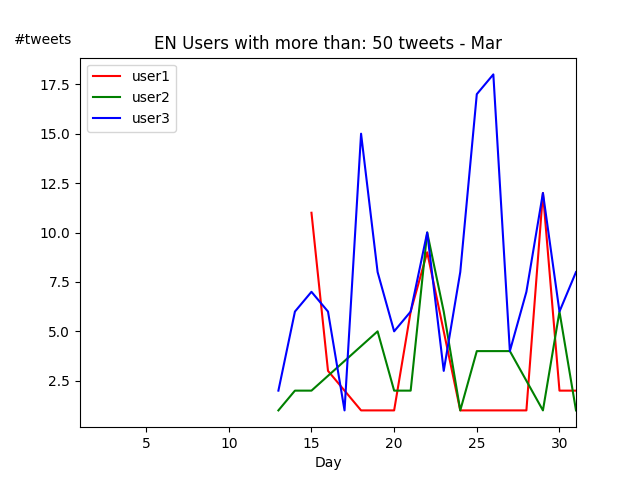 #tweets
EN Users with more than: 50 tweets - Mar
user1
user2
user3
17.5
15.0
12.5
10.0
7.5
5.0
2.5
5 10 15 20 25 30
Day